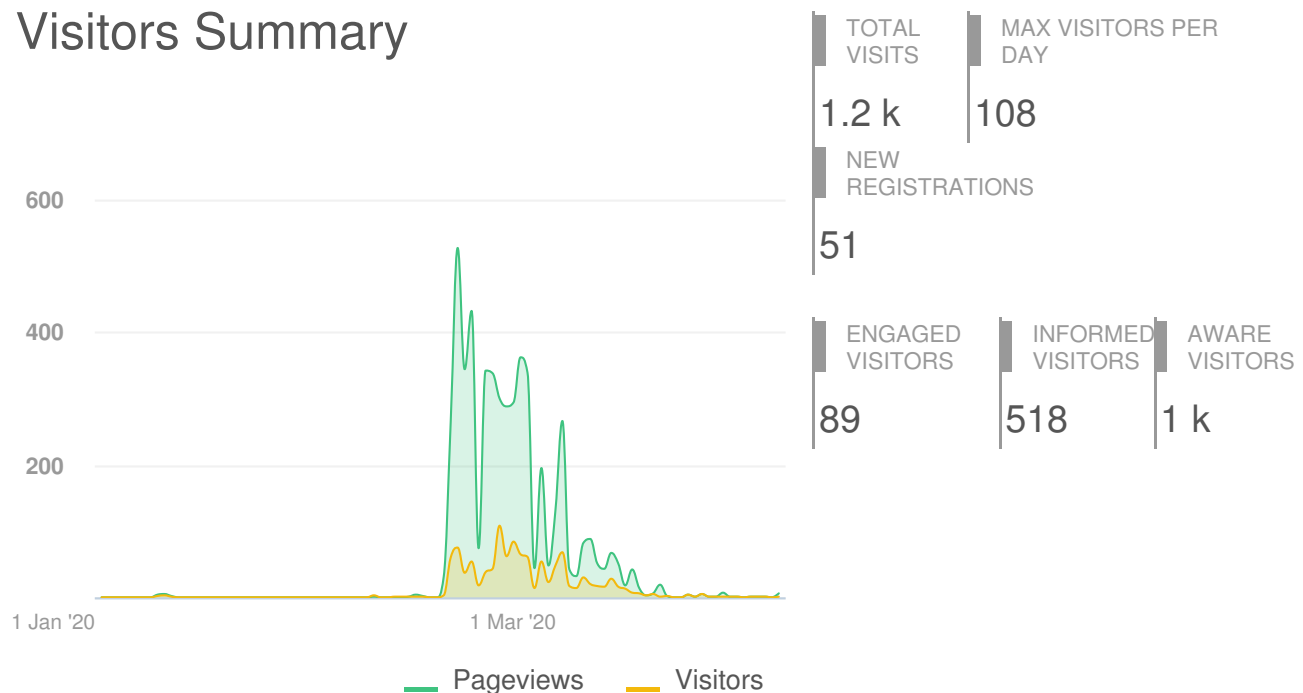 Visitors Summary
600
400
200
1 Jan '20
1 Mar '20
Pageviews
Visitors
TOTAL
VISITS
1.2 k
MAX VISITORS PER
DAY
108
NEW
REGISTRATIONS
51
ENGAGED
VISITORS
89
INFORMED
VISITORS
518
AWARE
VISITORS
1 k